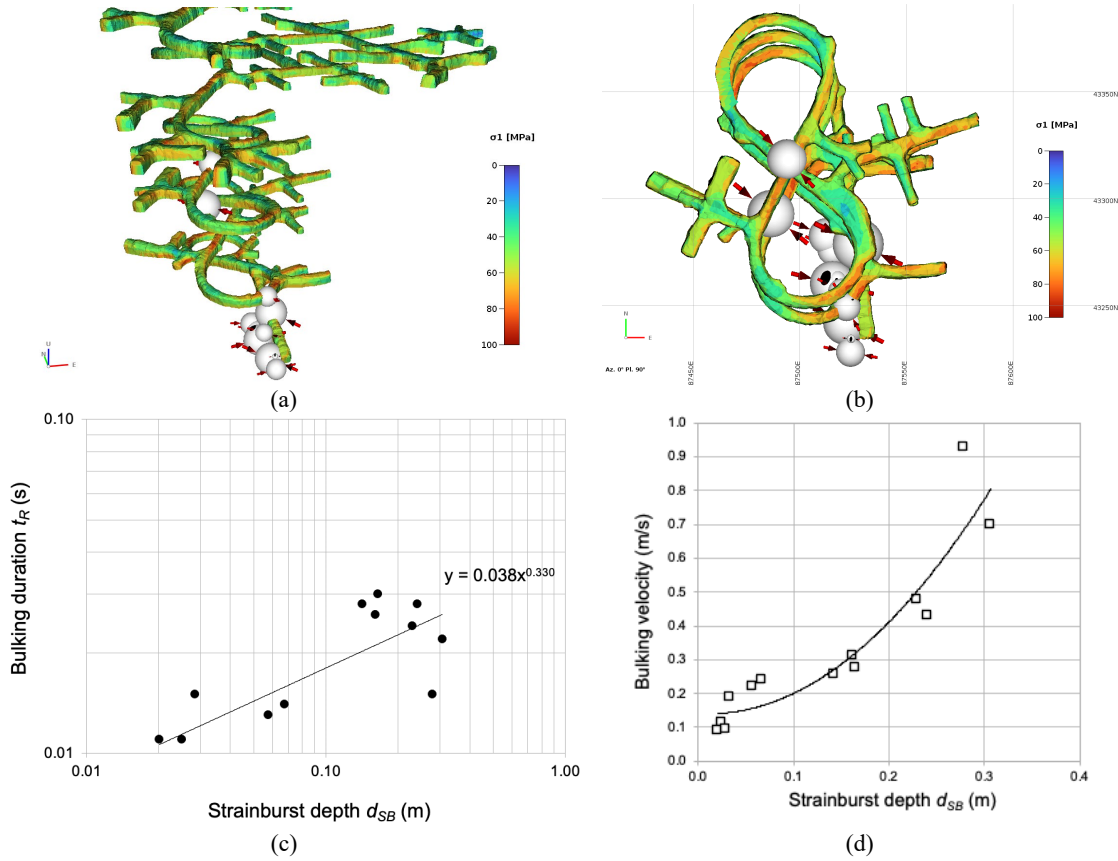 σ1 [MPa]
0
20
40
60
80
100
U
N
E
(a)
σ1 [MPa]
0
20
40
60
80
100
43350N
43300N
43250N
N
E
Az. 0° Pl. 90°
87450E
87500E
87550E
87600E
(b)
0.10
0.01
Bulking duration tR (s)
y = 0.038x^0.330
0.01
0.10
1.00
Strainburst depth dSB (m)
(c)
1.0
0.9
0.8
0.7
0.6
0.5
0.4
0.3
0.2
0.1
0.0
Bulking velocity (m/s)
0.0
0.1
0.2
0.3
0.4
Strainburst depth dSB (m)
(d)